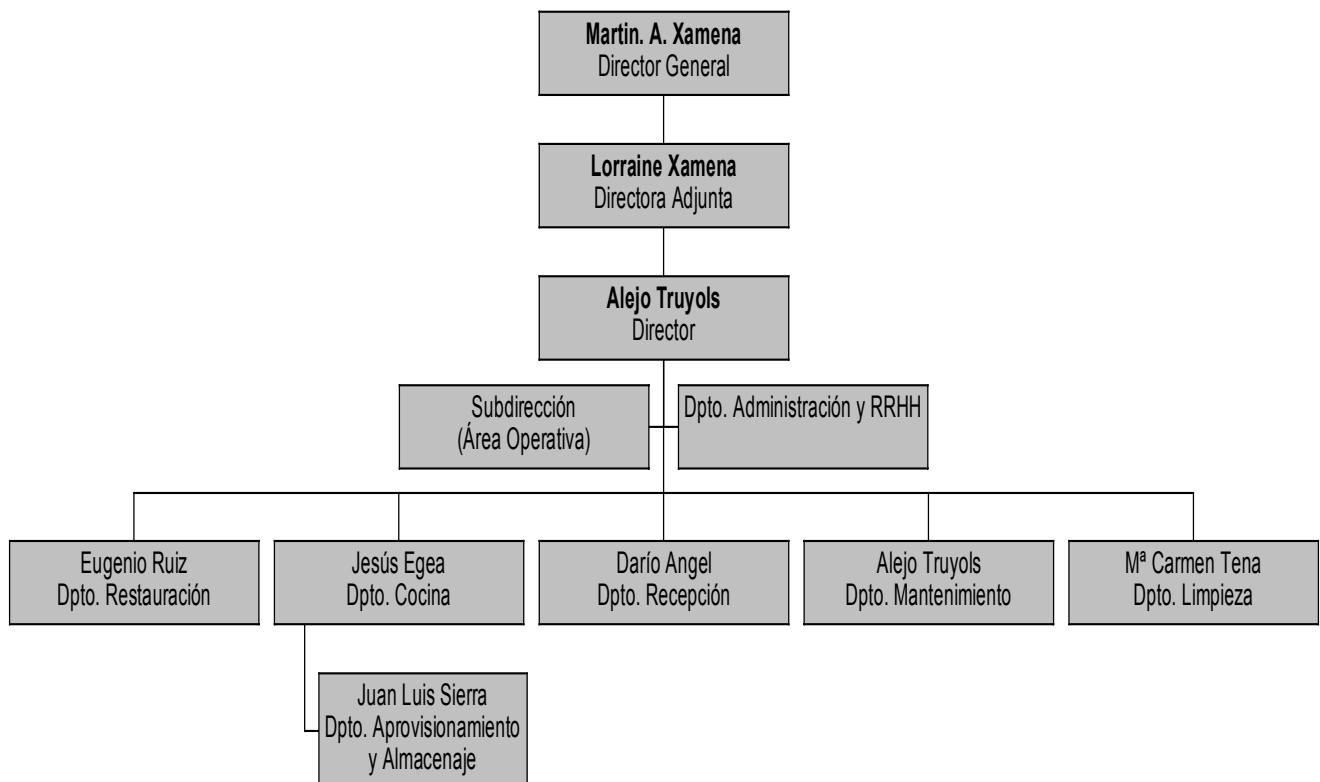 Martin. A. Xamena
Director General
Lorraine Xamena
Directora Adjunta
Alejo Truyols
Director
Subdirección
(Área Operativa)
Dpto. Administración y RRHH
Eugenio Ruiz
Dpto. Restauración
Jesús Egea
Dpto. Cocina
Darío Angel
Dpto. Recepción
Alejo Truyols
Dpto. Mantenimiento
Mª Carmen Tena
Dpto. Limpieza
Juan Luis Sierra
Dpto. Aprovisionamiento
y Almacenaje